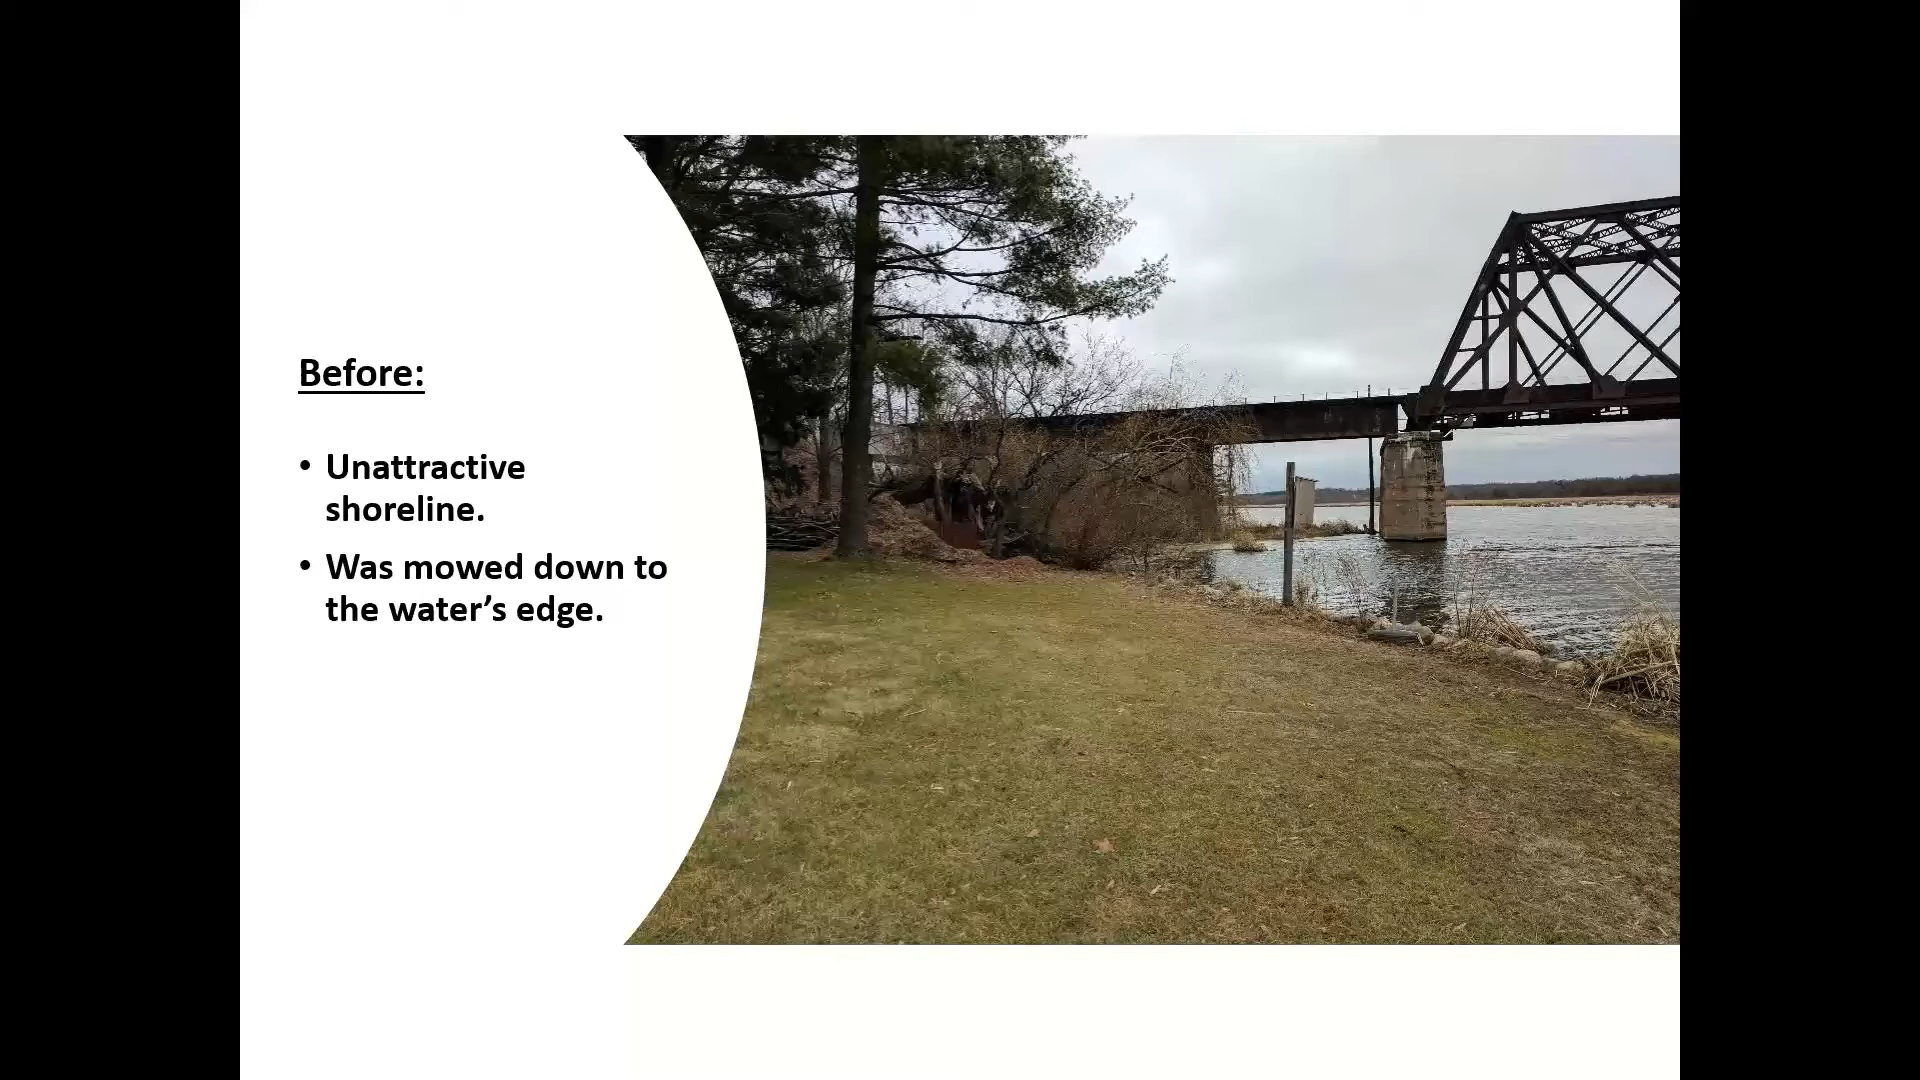 Before:
• Unattractive
shoreline.
• Was mowed down to
the water’s edge.